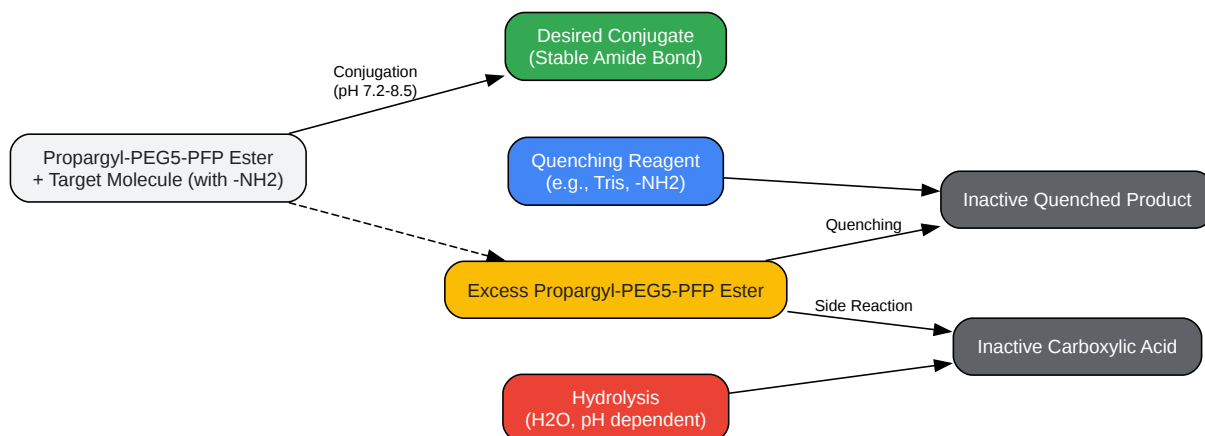 Desired Conjugate
(Stable Amide Bond)
Conjugation
(pH 7.2-8.5)
Propargyl-PEG5-PFP Ester
+ Target Molecule (with -NH2)
Quenching Reagent
(e.g., Tris, -NH2)
Inactive Quenched Product
Quenching
Excess Propargyl-PEG5-PFP Ester
Side Reaction
Inactive Carboxylic Acid
Hydrolysis
(H2O, pH dependent)